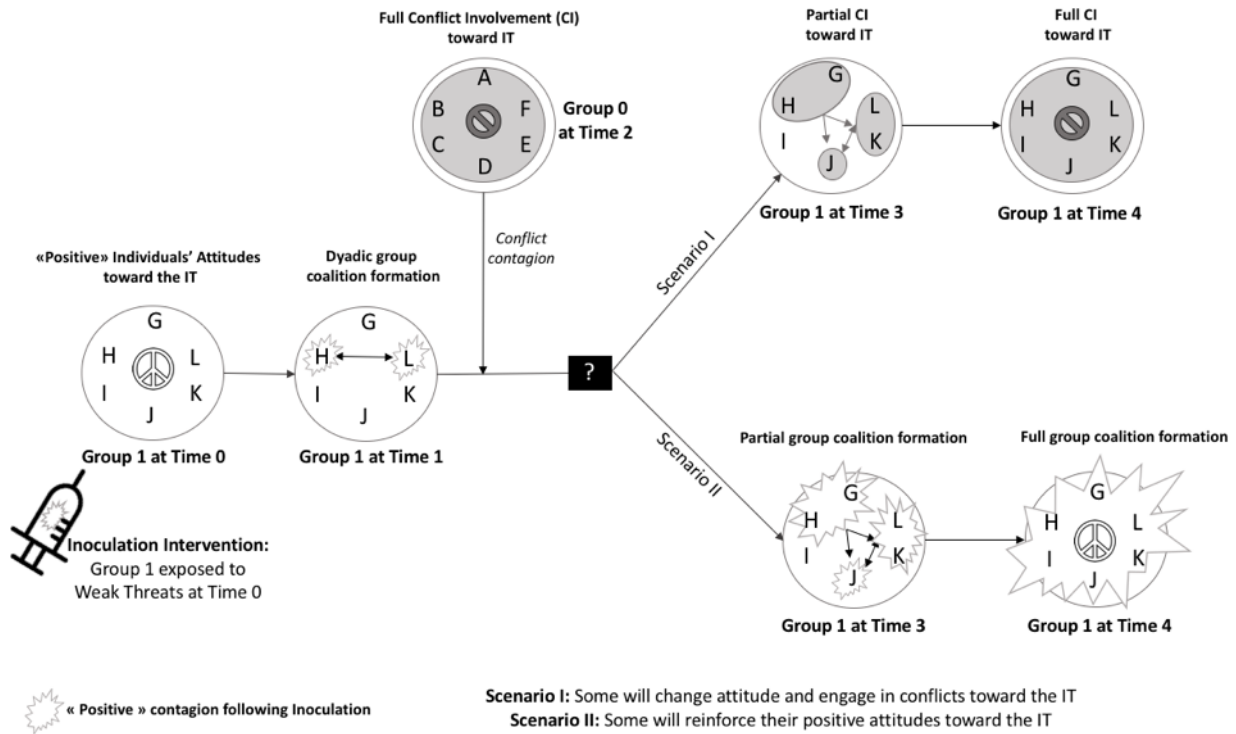 Full Conflict Involvement (CI)
toward IT
A
B
F
C
E
D
Group 0
at Time 2
Partial CI
toward IT
G
H
L
I
K
J
Group 1 at Time 3
Full CI
toward IT
G
H
L
I
K
J
Group 1 at Time 4
Conflict
contagion
Scenario I
«Positive» Individuals' Attitudes
toward the IT
G
H
L
I
K
J
Group 1 at Time 0
Dyadic group
coalition formation
G
H
L
I
K
J
Group 1 at Time 1
?
Scenario II
Partial group coalition formation
G
H
L
I
K
J
Group 1 at Time 3
Full group coalition formation
G
H
L
I
K
J
Group 1 at Time 4
Inoculation Intervention:
Group 1 exposed to
Weak Threats at Time 0
« Positive » contagion following Inoculation
Scenario I: Some will change attitude and engage in conflicts toward the IT
Scenario II: Some will reinforce their positive attitudes toward the IT